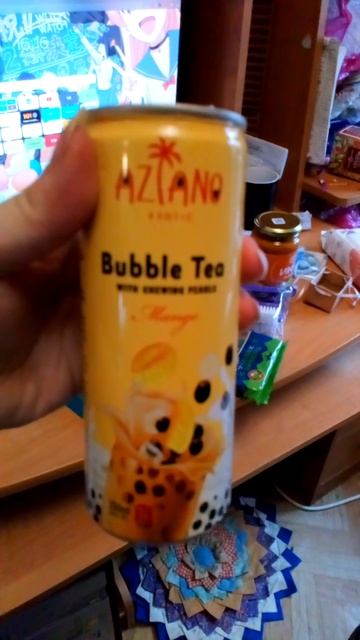 AZIANO
EXOTIC
Bubble Tea
WITH CHEWING PEARLS
Mango